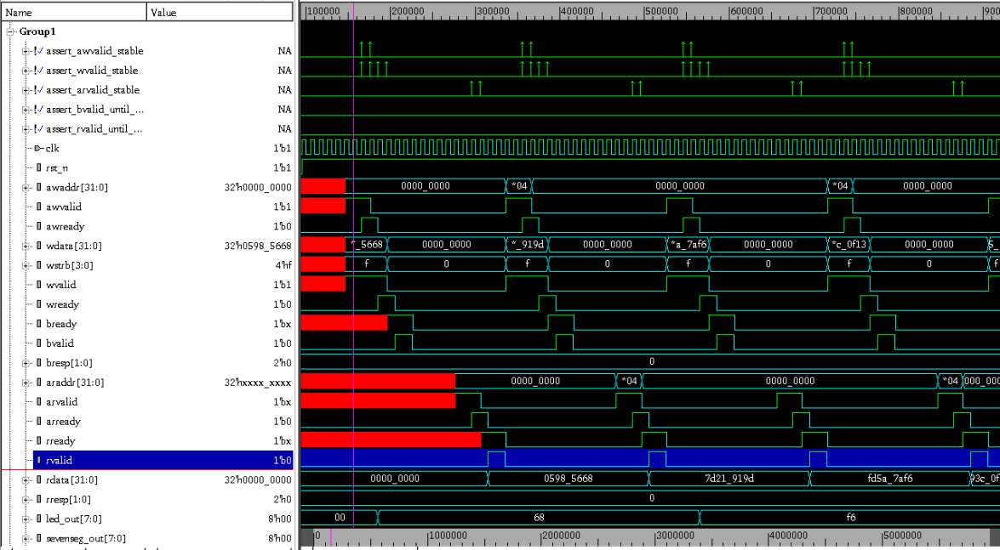 Name Value 100000 200000 300000 400000 500000 600000 700000 800000 900
Group1
assert_awvalid_stable NA
assert_wvalid_stable NA
assert_arvalid_stable NA
assert_bvalid_until_... NA
assert_rvalid_until_... NA
clk 1'b1
rst_n 1'b1
awaddr[31:0] 32'h0000_0000 0000_0000 *04 0000_0000 *04 0000_0000
awvalid 1'b1
awready 1'b0
wdata[31:0] 32'h0598_5668 *_5668 0000_0000 *_919d 0000_0000 *a_7af6 0000_0000 *c_0f13 0000_0000 5_
wstrb[3:0] 4'hf f 0 f 0 f 0 f 0 f
wvalid 1'b1
wready 1'b0
bready 1'bx
bvalid 1'b0
bresp[1:0] 2'h0 0
araddr[31:0] 32'hxxxx_xxxx 0000_0000 *04 0000_0000 *04 000_000
arvalid 1'bx
arready 1'b0
rready 1'bx
rvalid 1'b0
rdata[31:0] 32'h0000_0000 0000_0000 0598_5668 7d21_919d fd5a_7af6 93c_0f
rresp[1:0] 2'h0 0
led_out[7:0] 8'h00 00 68 f6
sevenseg_out[7:0] 8'h00 0 1000000 2000000 3000000 4000000 5000000